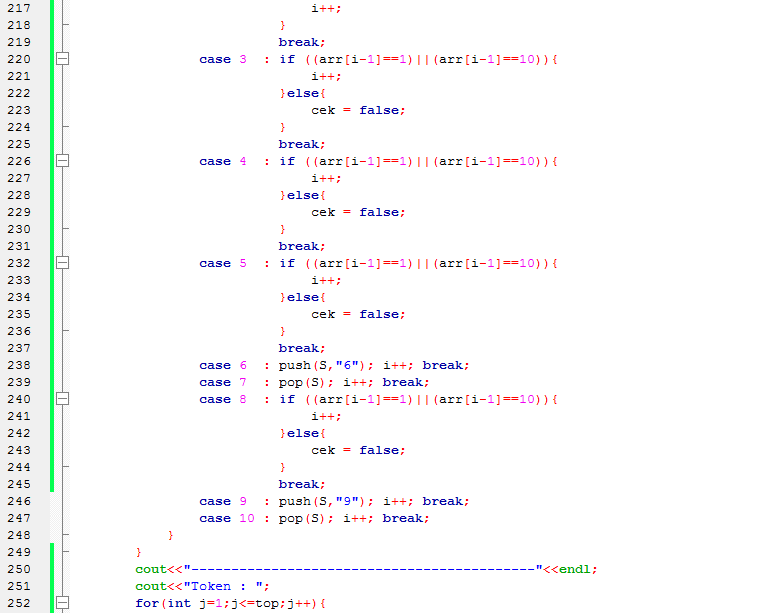 217 i++;
218 }
219 break;
220 case 3 : if ((arr[i-1]==1)||(arr[i-1]==10)){
221 i++;
222 }else{
223 cek = false;
224 }
225 break;
226 case 4 : if ((arr[i-1]==1)||(arr[i-1]==10)){
227 i++;
228 }else{
229 cek = false;
230 }
231 break;
232 case 5 : if ((arr[i-1]==1)||(arr[i-1]==10)){
233 i++;
234 }else{
235 cek = false;
236 }
237 break;
238 case 6 : push(S,"6"); i++; break;
239 case 7 : pop(S); i++; break;
240 case 8 : if ((arr[i-1]==1)||(arr[i-1]==10)){
241 i++;
242 }else{
243 cek = false;
244 }
245 break;
246 case 9 : push(S,"9"); i++; break;
247 case 10 : pop(S); i++; break;
248 }
249 }
250 cout<<"-------------------------------------------"<<endl;
251 cout<<"Token : ";
252 for(int j=1;j<=top;j++){